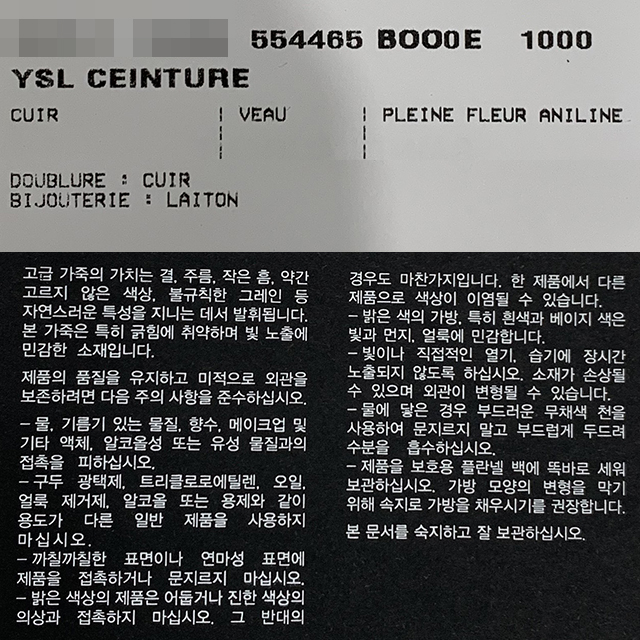 554465 BOO0E 1000
YSL CEINTURE
CUIR | VEAU | PLEINE FLEUR ANILINE
DOUBLURE : CUIR
BIJOUTERIE : LAITON
고급 가죽의 가치는 결, 주름, 작은 흠, 약간
고르지 않은 색상, 불규칙한 그레인 등
자연스러운 특성을 지니는 데서 발휘됩니다.
본 가죽은 특히 긁힘에 취약하며 빛 노출에
민감한 소재입니다.
제품의 품질을 유지하고 미적으로 외관을
보존하려면 다음 주의 사항을 준수하십시오.
– 물, 기름기 있는 물질, 향수, 메이크업 및
기타 액체, 알코올성 또는 유성 물질과의
접촉을 피하십시오.
– 구두 광택제, 트리클로로에틸렌, 오일,
얼룩 제거제, 알코올 또는 용제와 같이
용도가 다른 일반 제품을 사용하지
마십시오.
– 까칠까칠한 표면이나 연마성 표면에
제품을 접촉하거나 문지르지 마십시오.
– 밝은 색상의 제품은 어둡거나 진한 색상의
의상과 접촉하지 마십시오. 그 반대의
경우도 마찬가지입니다. 한 제품에서 다른
제품으로 색상이 이염될 수 있습니다.
– 밝은 색의 가방, 특히 흰색과 베이지 색은
빛과 먼지, 얼룩에 민감합니다.
– 빛이나 직접적인 열기, 습기에 장시간
노출되지 않도록 하십시오. 소재가 손상될
수 있으며 외관이 변형될 수 있습니다.
– 물에 닿은 경우 부드러운 무채색 천을
사용하여 문지르지 말고 부드럽게 두드려
수분을 흡수하십시오.
– 제품을 보호용 플란넬 백에 똑바로 세워
보관하십시오. 가방 모양의 변형을 막기
위해 속지로 가방을 채우시기를 권장합니다.
본 문서를 숙지하고 잘 보관하십시오.